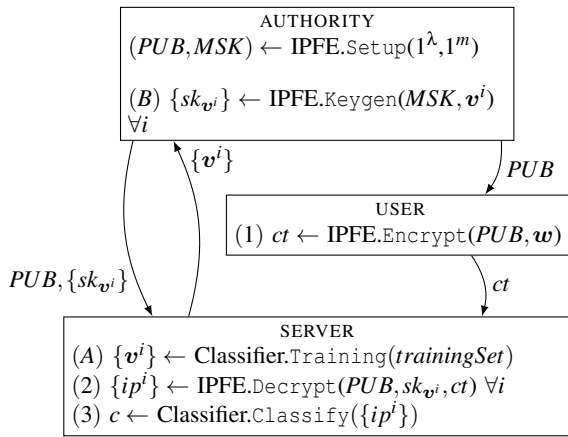 AUTHORITY
(PUB,MSK) ← IPFE.Setup(1^λ,1^m)
(B) {sk_{v^i}} ← IPFE.Keygen(MSK, v^i)
∀i
{v^i}
PUB
USER
(1) ct ← IPFE.Encrypt(PUB, w)
PUB,{sk_{v^i}}
ct
SERVER
(A) {v^i} ← Classifier.Training(trainingSet)
(2) {ip^i} ← IPFE.Decrypt(PUB,sk_{v^i},ct) ∀i
(3) c ← Classifier.Classify({ip^i})